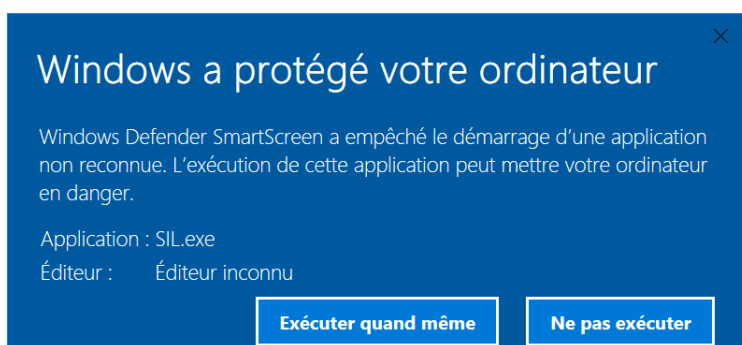 Windows a protégé votre ordinateur
Windows Defender SmartScreen a empêché le démarrage d’une application
non reconnue. L’exécution de cette application peut mettre votre ordinateur
en danger.
Application : SIL.exe
Éditeur : Éditeur inconnu
Exécuter quand même Ne pas exécuter